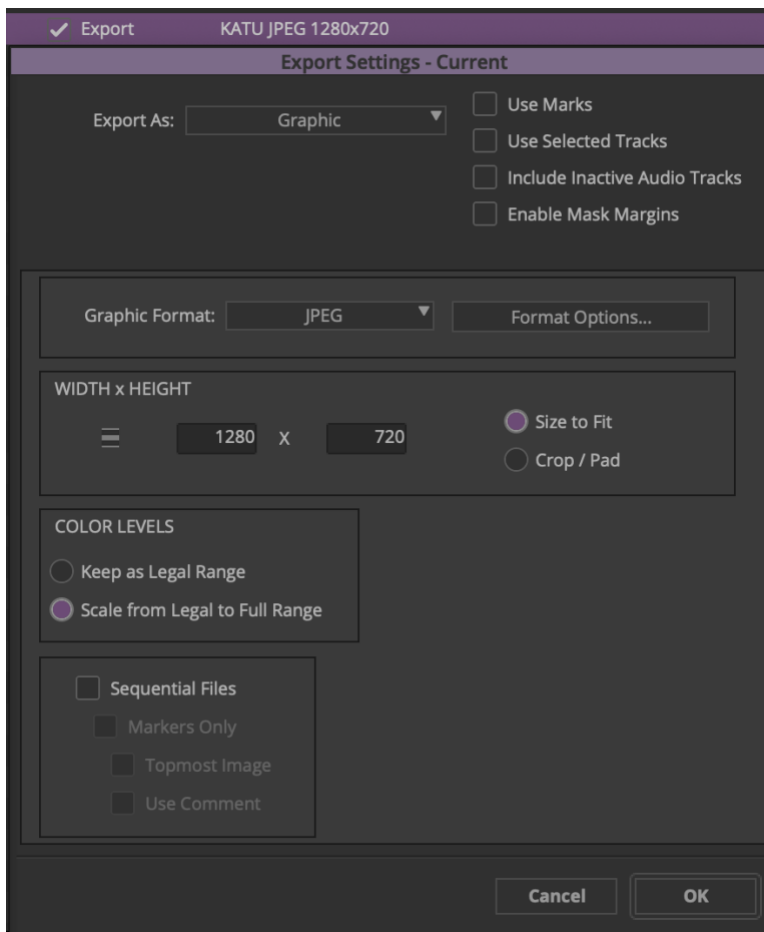 Export KATU JPEG 1280x720
Export Settings - Current
Export As: Graphic
Use Marks
Use Selected Tracks
Include Inactive Audio Tracks
Enable Mask Margins
Graphic Format: JPEG Format Options...
WIDTH x HEIGHT
1280 X 720
Size to Fit
Crop / Pad
COLOR LEVELS
Keep as Legal Range
Scale from Legal to Full Range
Sequential Files
Markers Only
Topmost Image
Use Comment
Cancel OK